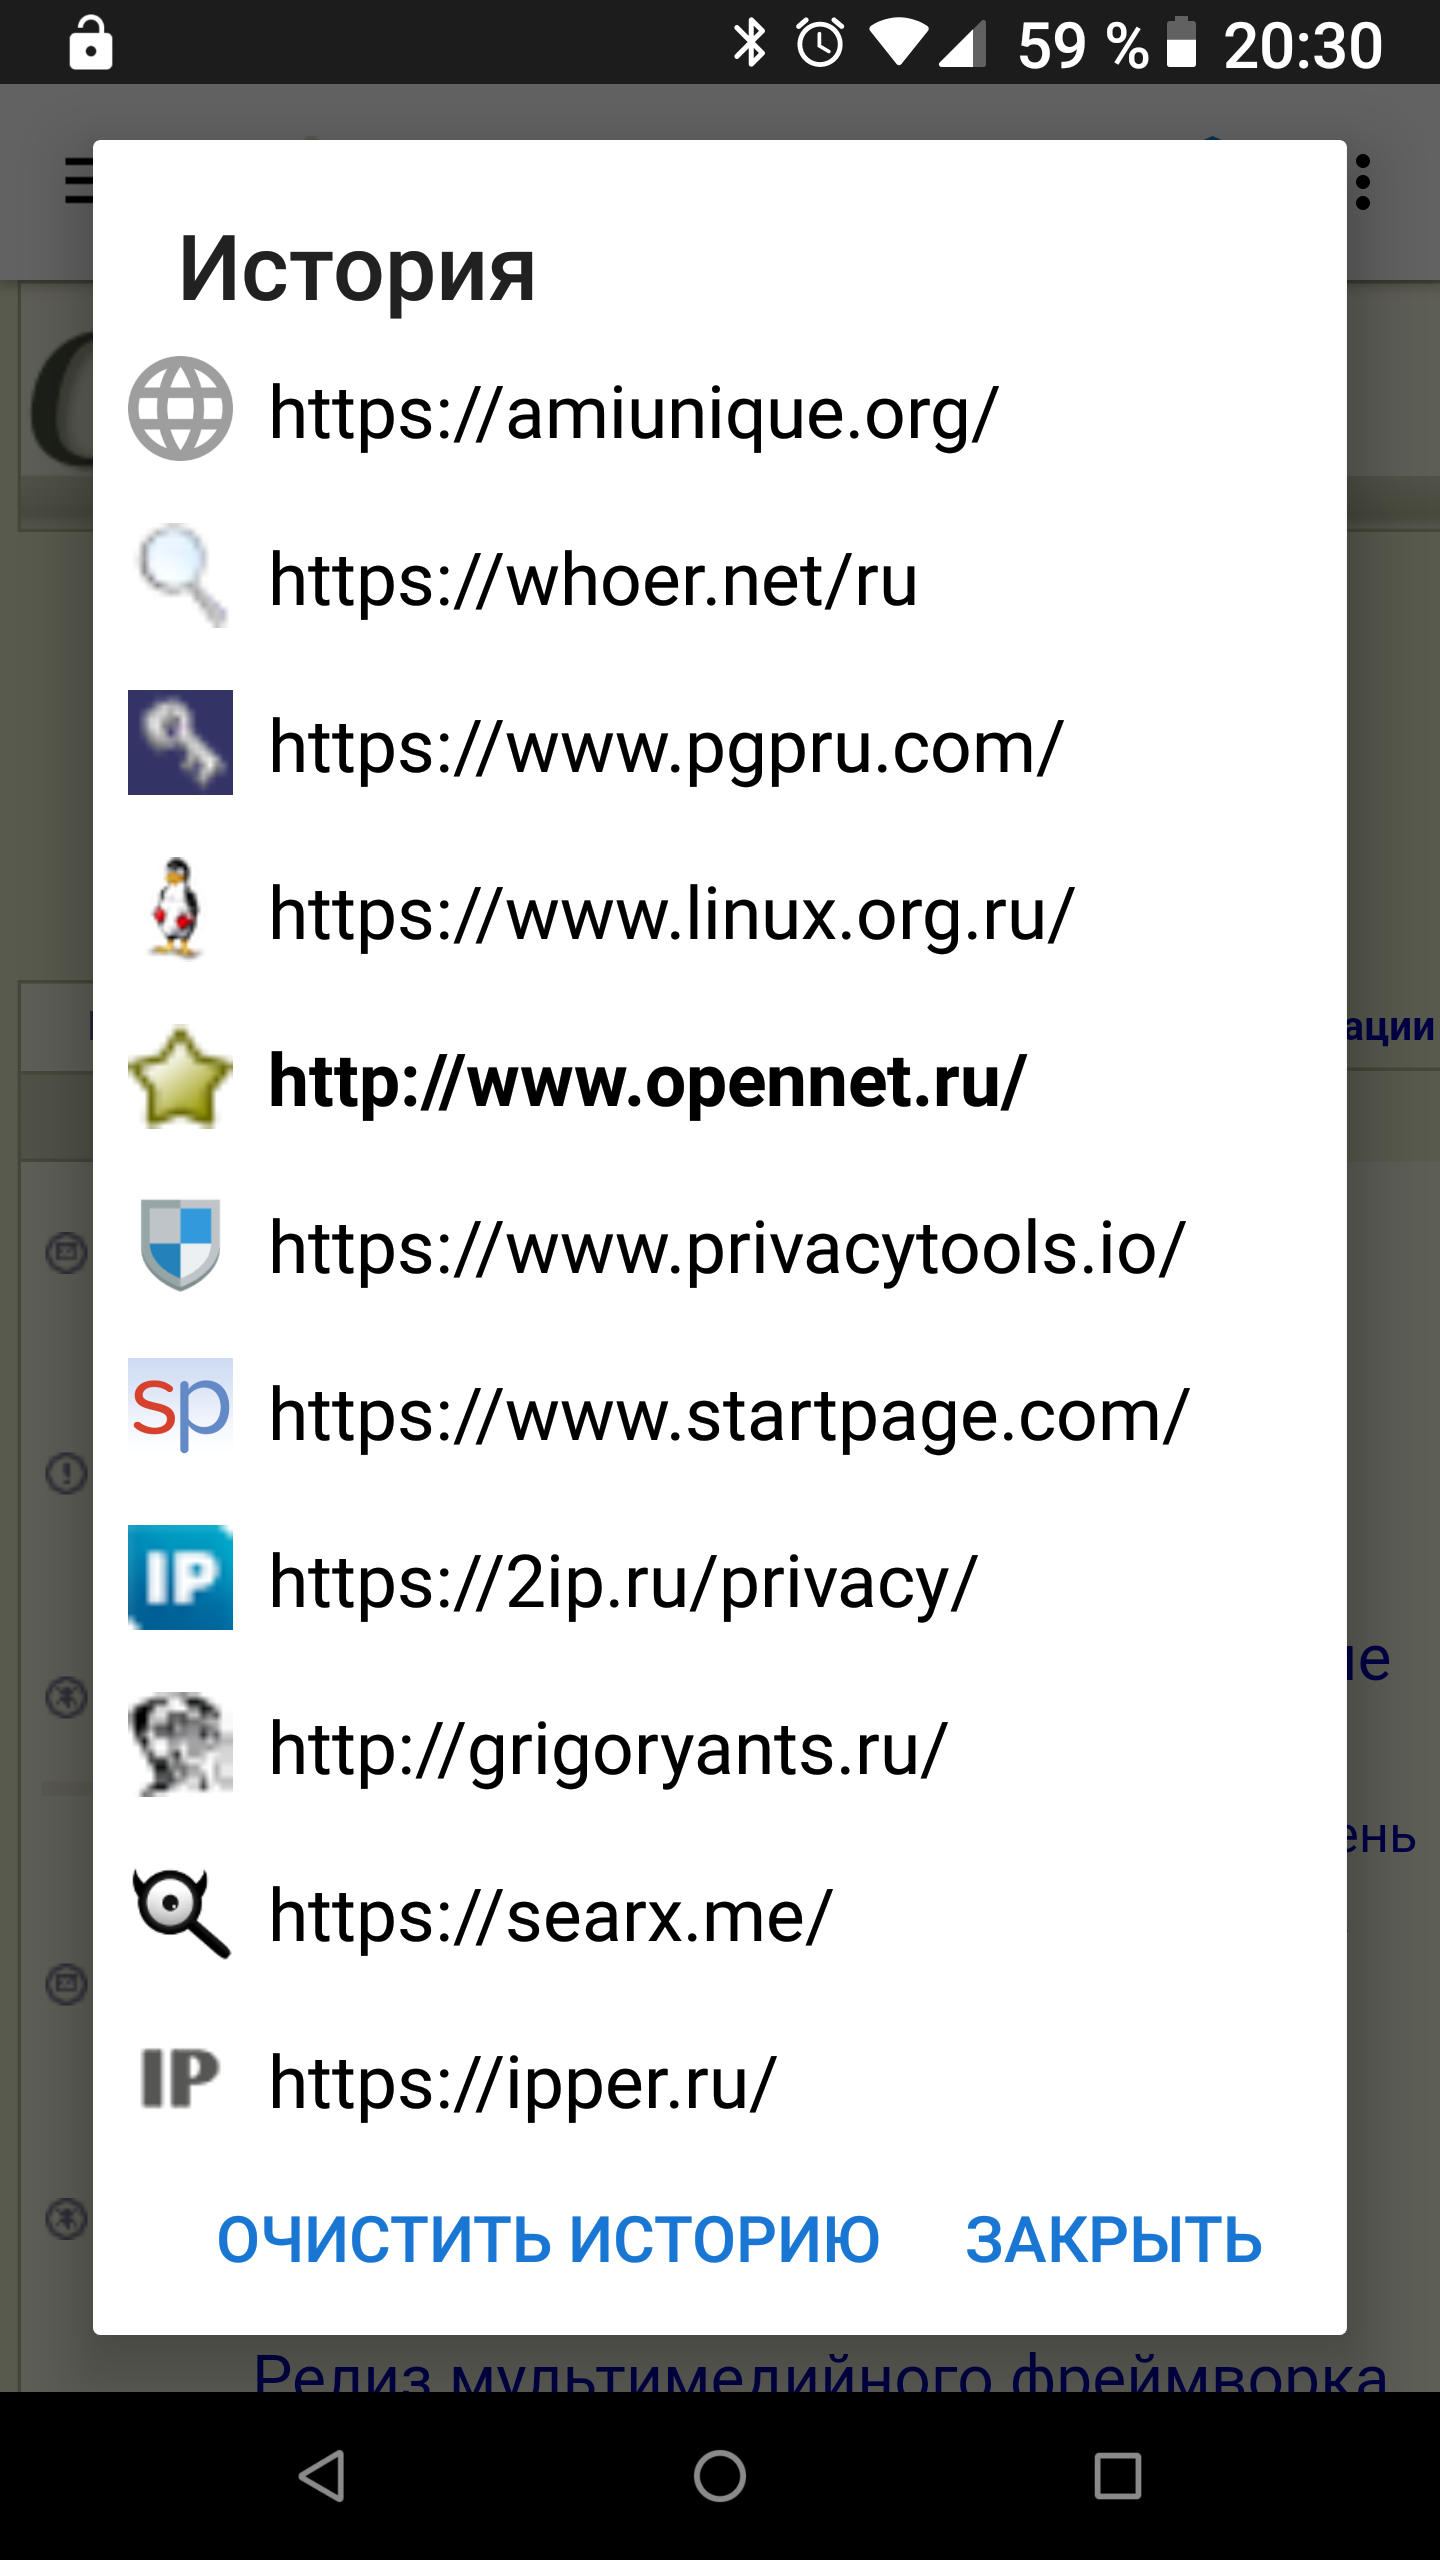 59 % 20:30
История
https://amiunique.org/
https://whoer.net/ru
https://www.pgpru.com/
https://www.linux.org.ru/
ации
http://www.opennet.ru/
https://www.privacytools.io/
sp https://www.startpage.com/
IP https://2ip.ru/privacy/
http://grigoryants.ru/
ень
https://searx.me/
IP https://ipper.ru/
ОЧИСТИТЬ ИСТОРИЮ ЗАКРЫТЬ
Релиз мультимедийного фреймворка